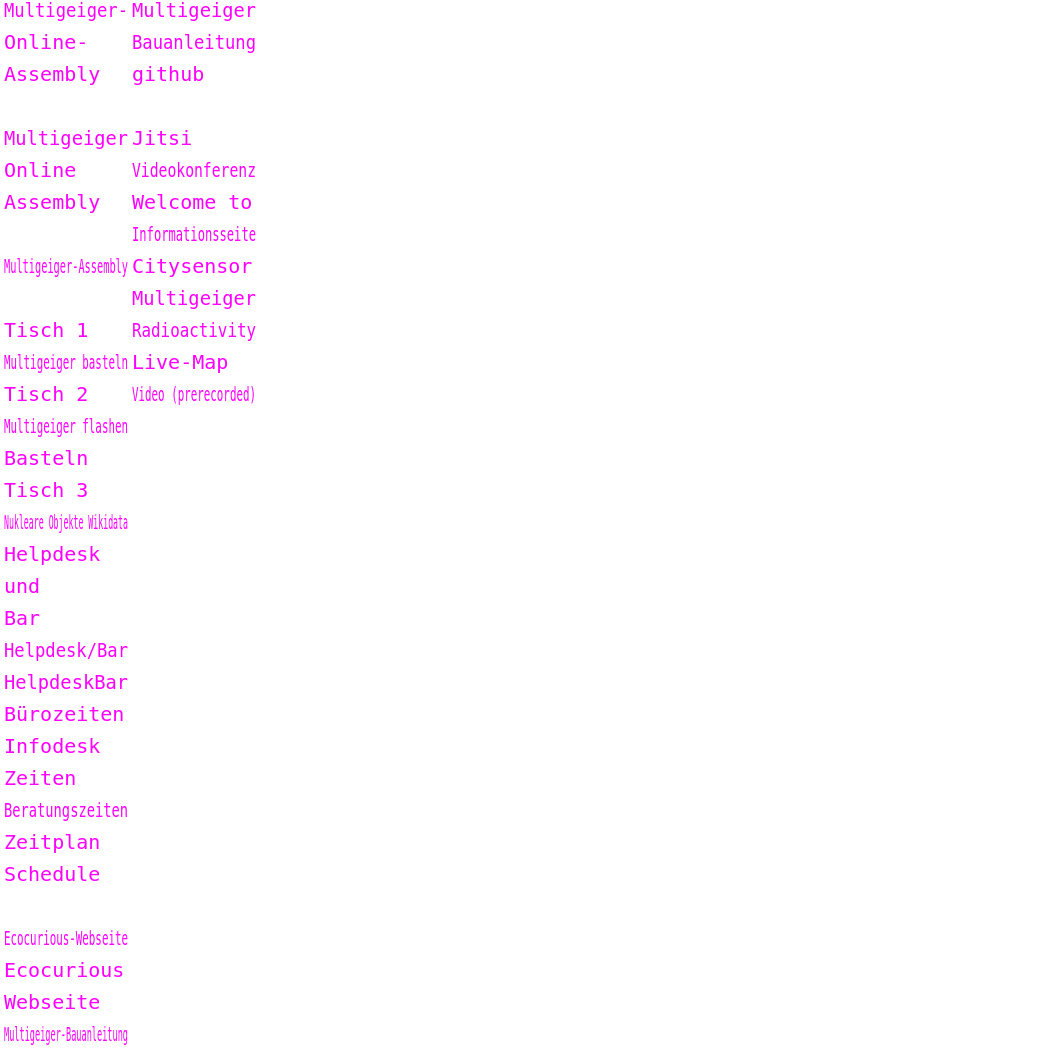 Multigeiger-
Online-
Assembly
Multigeiger
Online
Assembly
Multigeiger-Assembly
Tisch 1
Multigeiger basteln
Tisch 2
Multigeiger flashen
Basteln
Tisch 3
Nukleare Objekte Wikidata
Helpdesk
und
Bar
Helpdesk/Bar
HelpdeskBar
Bürozeiten
Infodesk
Zeiten
Beratungszeiten
Zeitplan
Schedule
Ecocurious-Webseite
Ecocurious
Webseite
Multigeiger-Bauanleitung
Multigeiger
Bauanleitung
github
Jitsi
Videokonferenz
Welcome to
Informationsseite
Citysensor
Multigeiger
Radioactivity
Live-Map
Video (prerecorded)